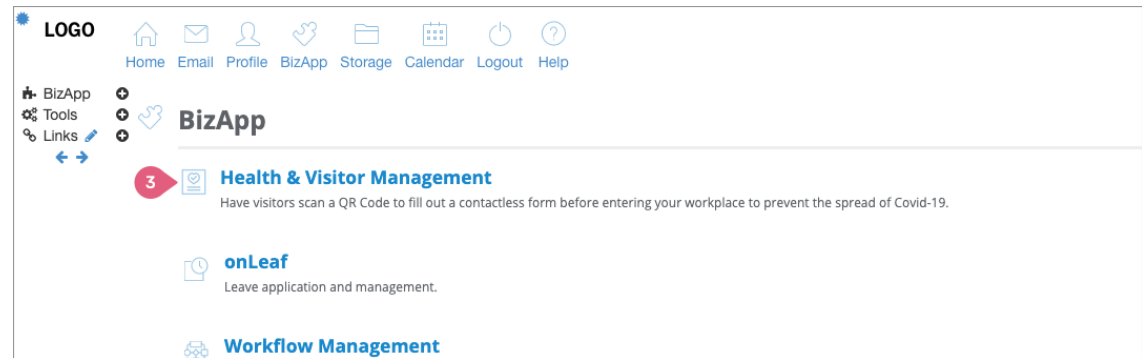 LOGO
Home Email Profile BizApp Storage Calendar Logout Help
BizApp
Tools
Links
BizApp
3
Health & Visitor Management
Have visitors scan a QR Code to fill out a contactless form before entering your workplace to prevent the spread of Covid-19.
onLeaf
Leave application and management.
Workflow Management